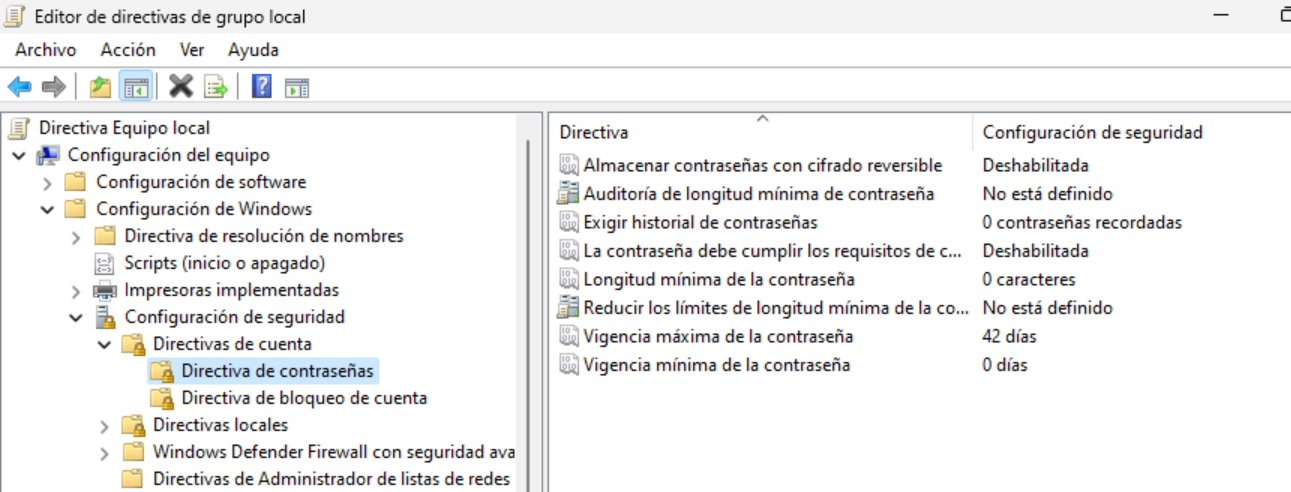 Editor de directivas de grupo local
Archivo Acción Ver Ayuda
Directiva Equipo local
Configuración del equipo
Configuración de software
Configuración de Windows
Directiva de resolución de nombres
Scripts (inicio o apagado)
Impresoras implementadas
Configuración de seguridad
Directivas de cuenta
Directiva de contraseñas
Directiva de bloqueo de cuenta
Directivas locales
Windows Defender Firewall con seguridad ava
Directivas de Administrador de listas de redes
Directiva Configuración de seguridad
Almacenar contraseñas con cifrado reversible Deshabilitada
Auditoría de longitud mínima de contraseña No está definido
Exigir historial de contraseñas 0 contraseñas recordadas
La contraseña debe cumplir los requisitos de c... Deshabilitada
Longitud mínima de la contraseña 0 caracteres
Reducir los límites de longitud mínima de la co... No está definido
Vigencia máxima de la contraseña 42 días
Vigencia mínima de la contraseña 0 días